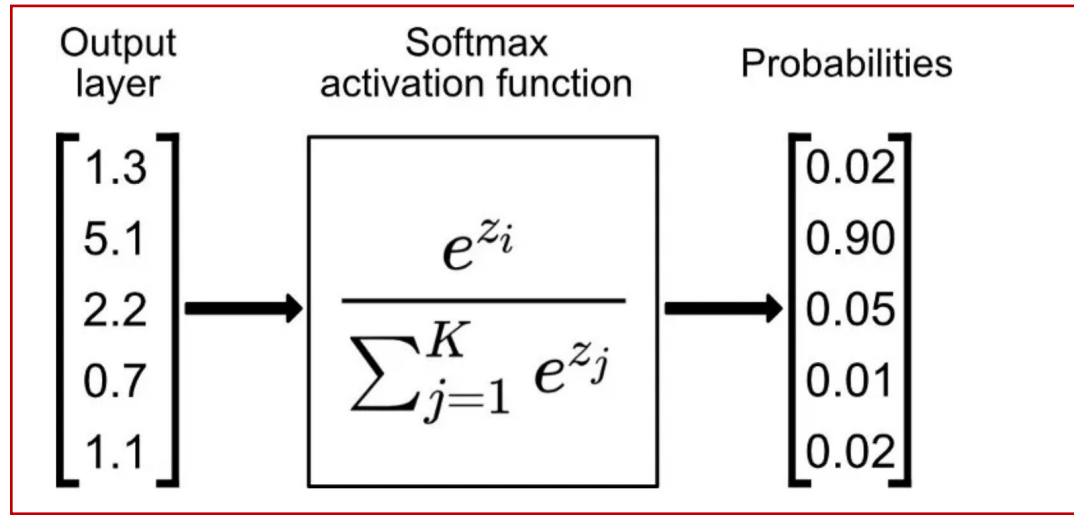 Output
layer
Softmax
activation function
Probabilities
1.3
5.1
2.2
0.7
1.1
e^{z_i}
∑_{j=1}^{K} e^{z_j}
0.02
0.90
0.05
0.01
0.02